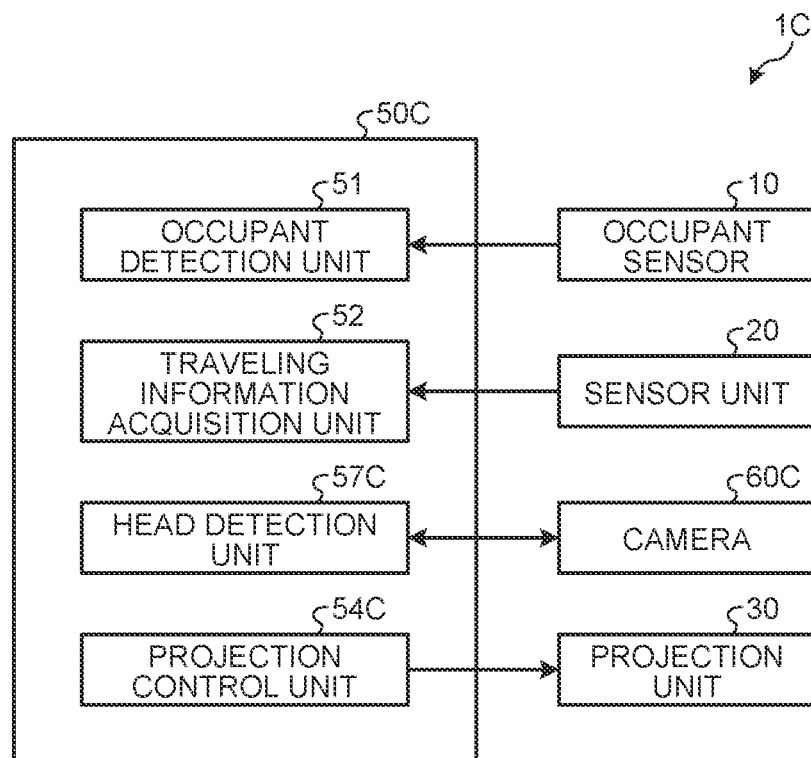 1C
50C
51
OCCUPANT
DETECTION UNIT
10
OCCUPANT
SENSOR
52
TRAVELING
INFORMATION
ACQUISITION UNIT
20
SENSOR UNIT
57C
HEAD DETECTION
UNIT
60C
CAMERA
54C
PROJECTION
CONTROL UNIT
30
PROJECTION
UNIT